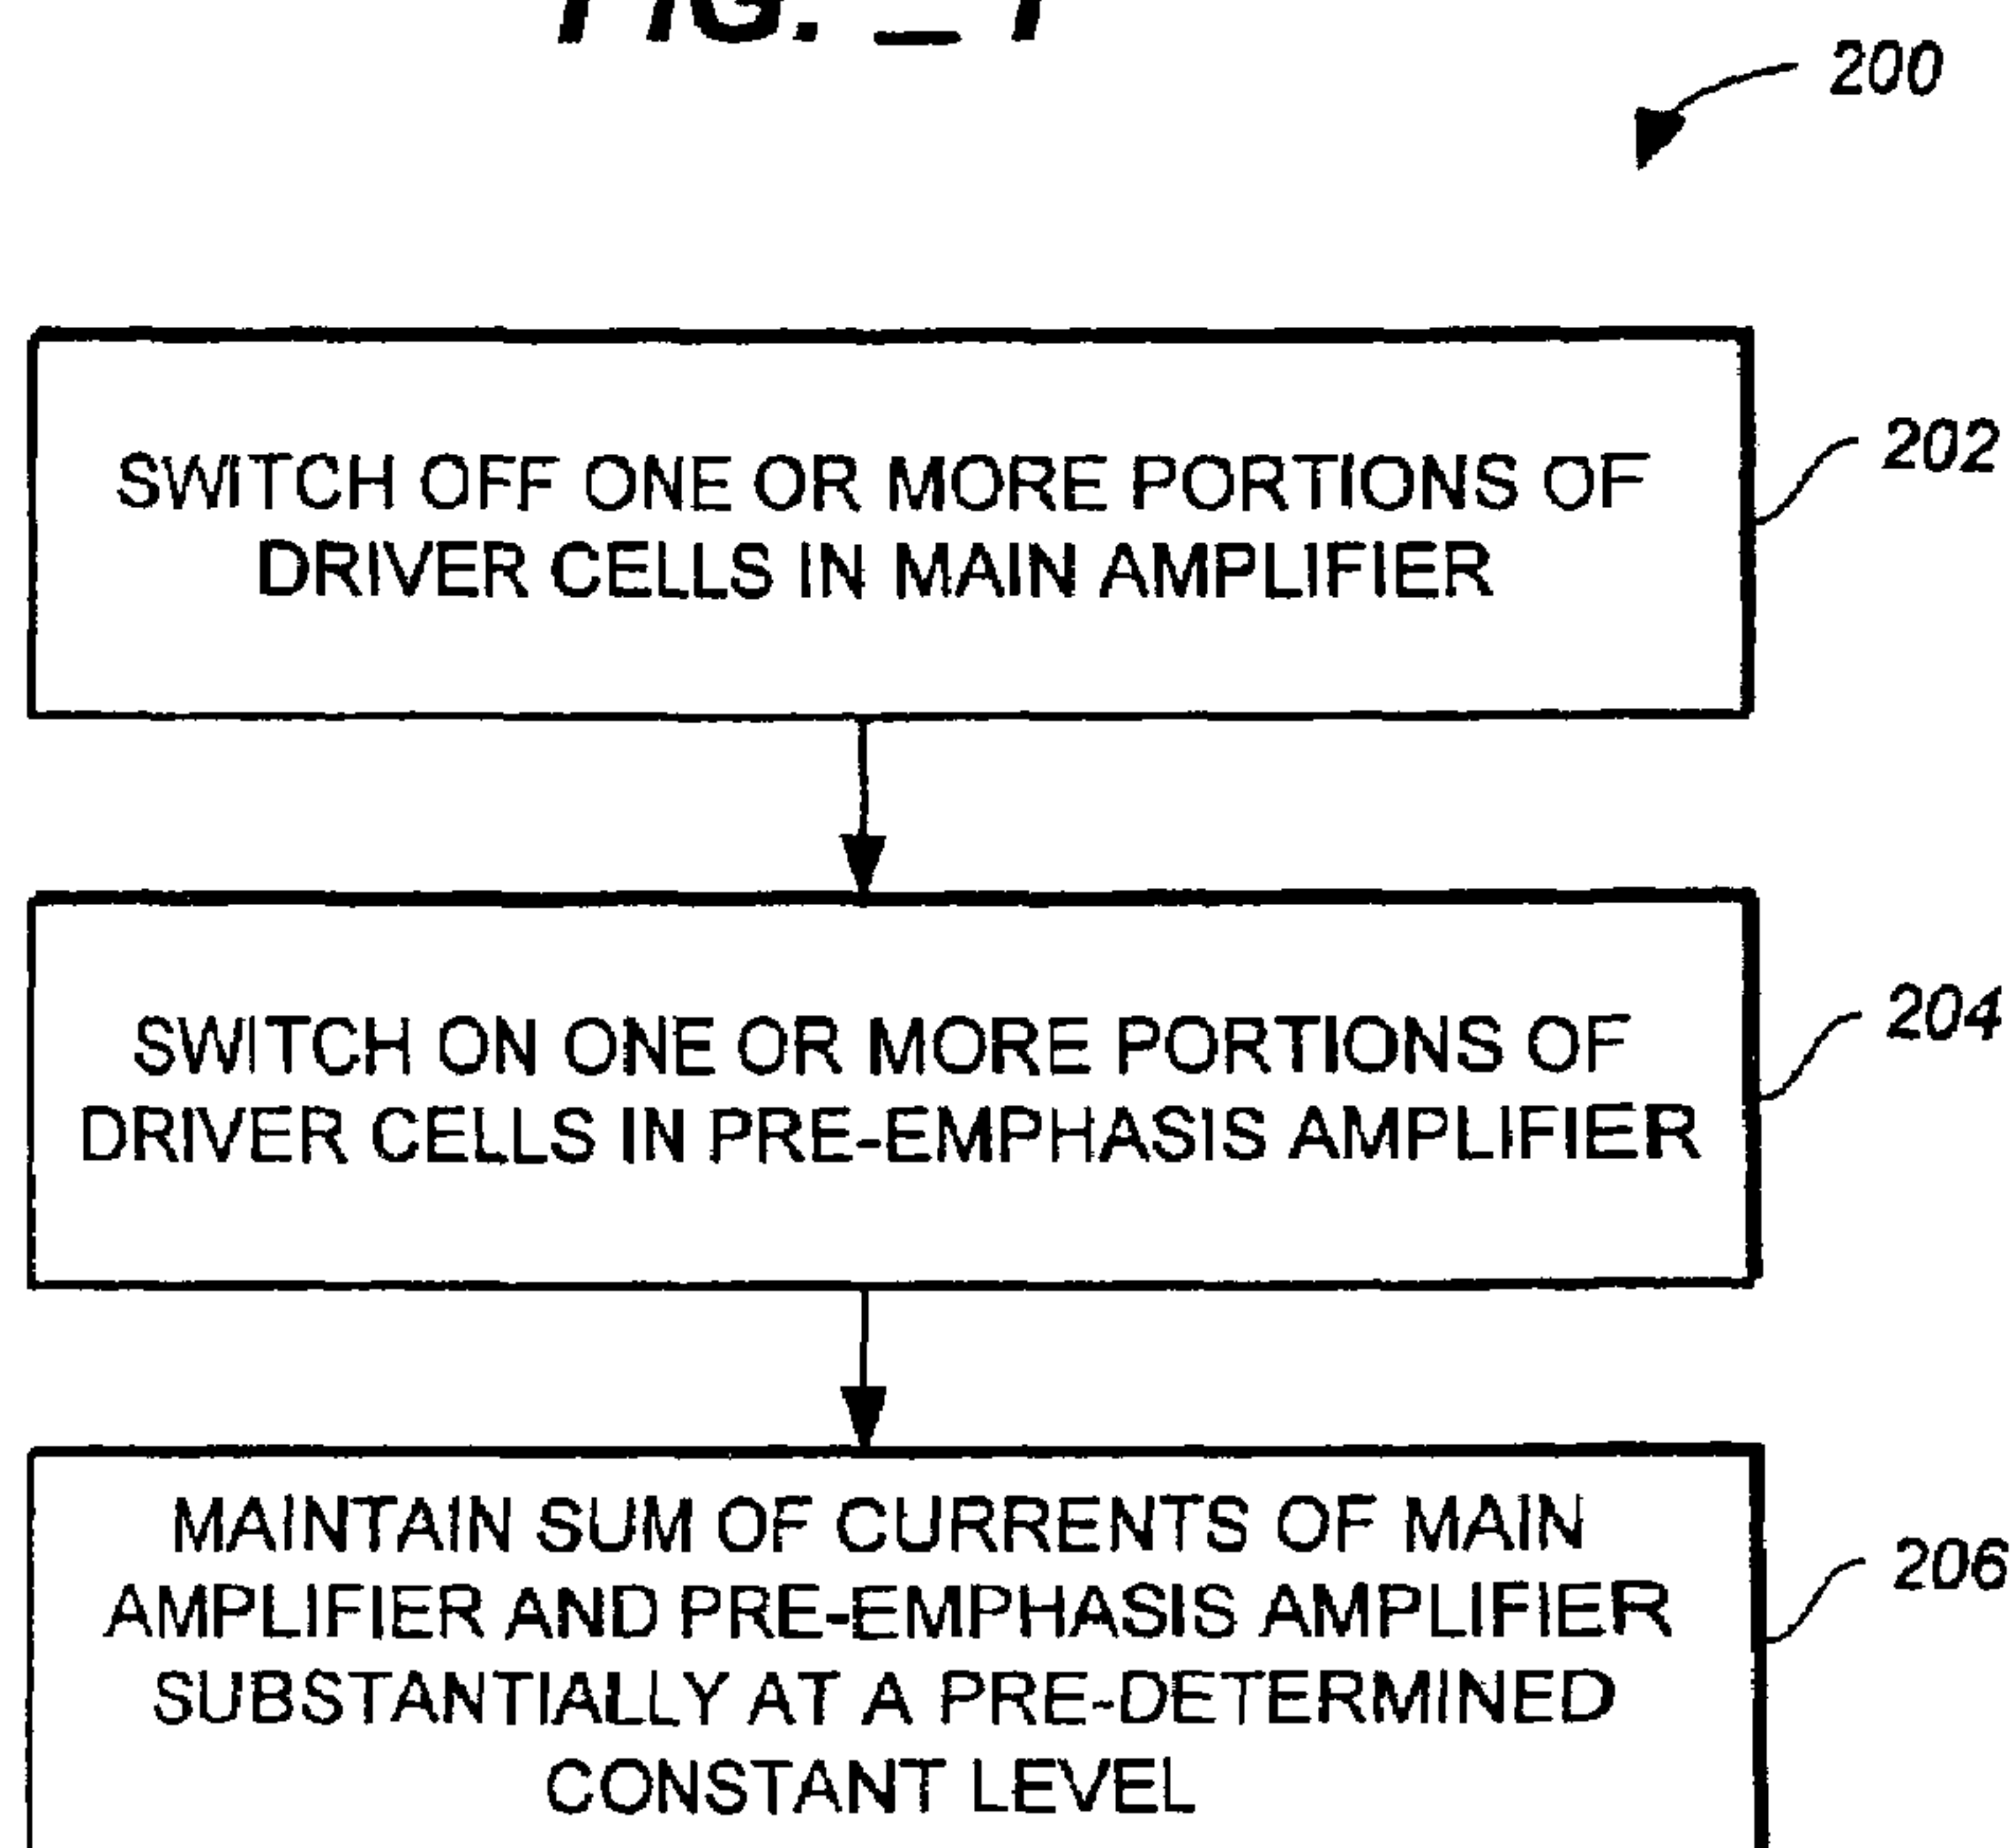 FIG. _ 1
200
SWITCH OFF ONE OR MORE PORTIONS OF
DRIVER CELLS IN MAIN AMPLIFIER
202
SWITCH ON ONE OR MORE PORTIONS OF
DRIVER CELLS IN PRE-EMPHASIS AMPLIFIER
204
MAINTAIN SUM OF CURRENTS OF MAIN
AMPLIFIER AND PRE-EMPHASIS AMPLIFIER
SUBSTANTIALLY AT A PRE-DETERMINED
CONSTANT LEVEL
206